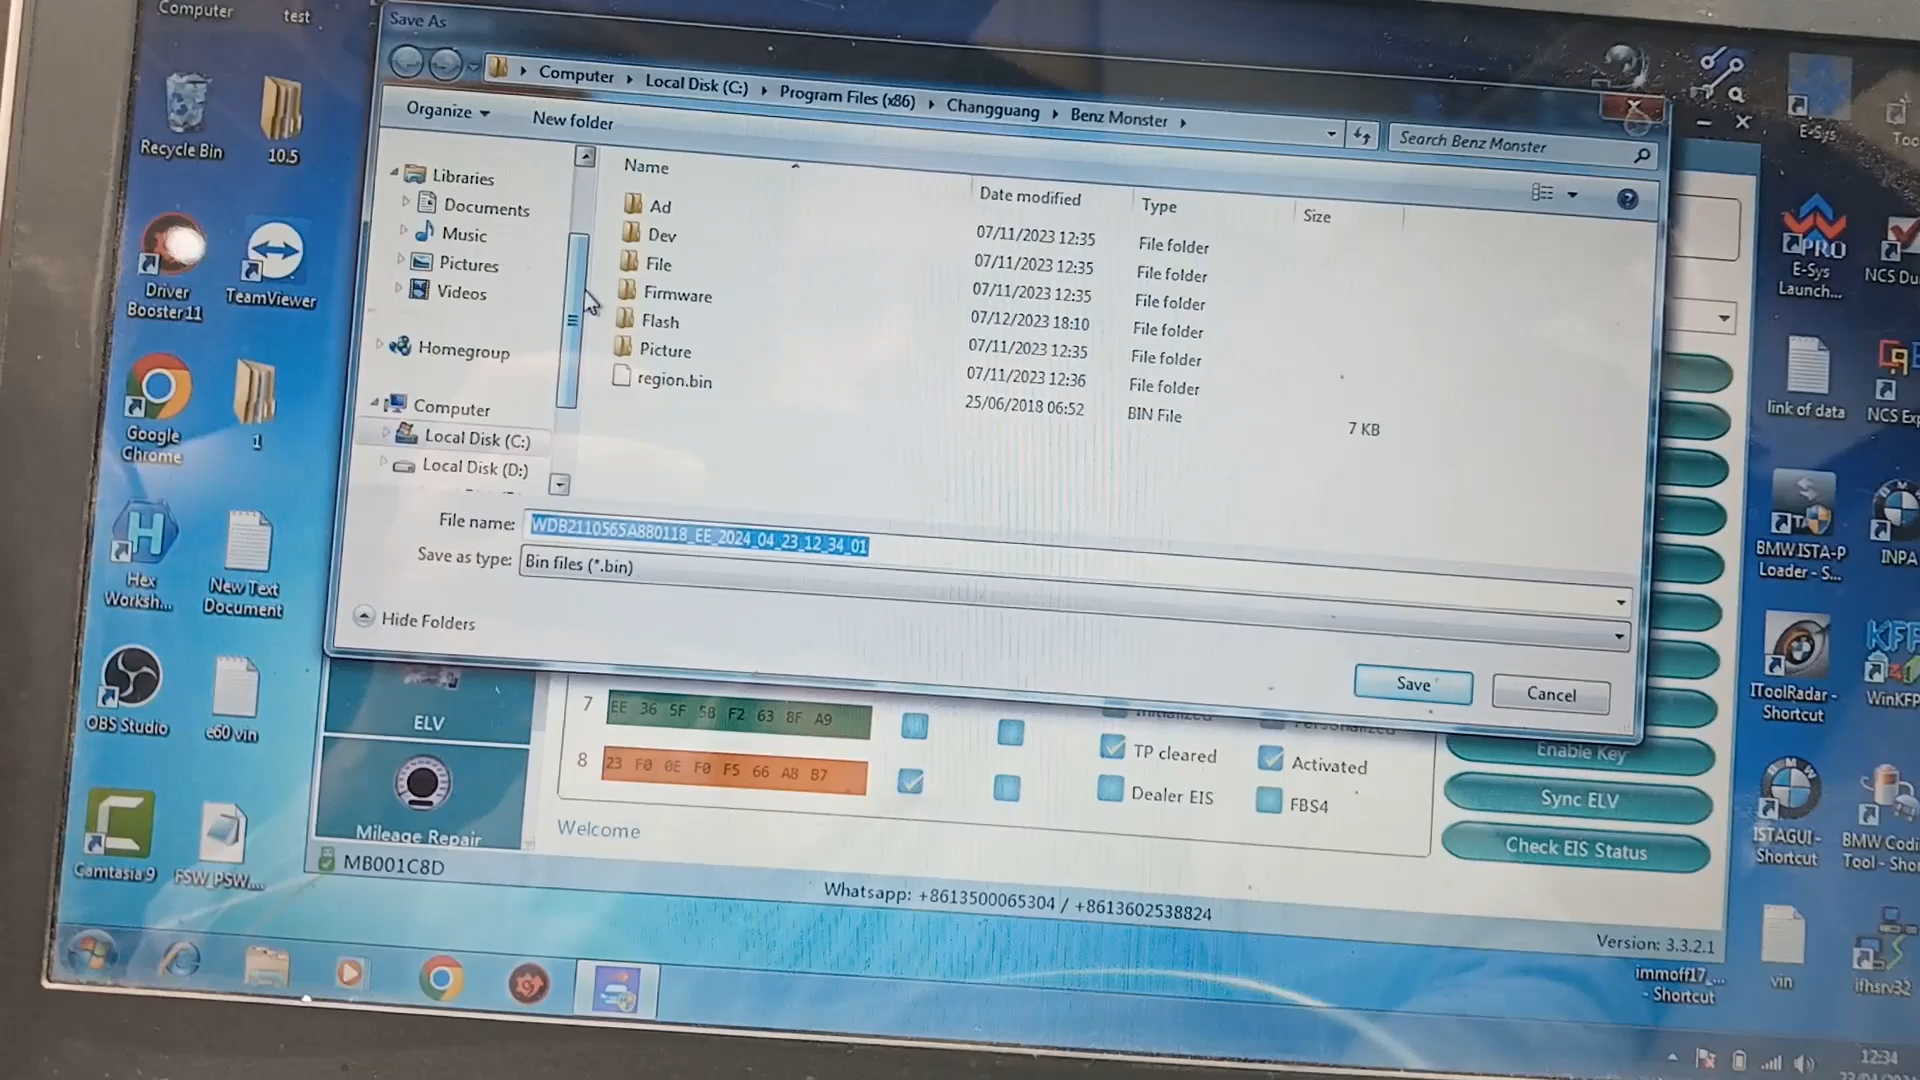 Computer
test
Save As
Computer
Local Disk (C:)
Program Files (x86)
Changguang
Benz Monster
Search Benz Monster
Organize
New folder
Recycle Bin
10.5
Libraries
Documents
Music
Pictures
Videos
Homegroup
Computer
Local Disk (C:)
Local Disk (D:)
Name
Date modified
Type
Size
Ad
07/11/2023 12:35
File folder
Dev
07/11/2023 12:35
File folder
File
07/11/2023 12:35
File folder
Firmware
07/12/2023 18:10
File folder
Flash
07/11/2023 12:35
File folder
Picture
07/11/2023 12:36
File folder
region.bin
25/06/2018 06:52
BIN File
7 KB
File name:
WDB2110565A880118_EE_2024_04_23_12_34_01
Save as type:
Bin files (*.bin)
Hide Folders
Save
Cancel
Driver
Booster 11
TeamViewer
Google
Chrome
1
Hex
Worksh...
New Text
Document
OBS Studio
e60 vin
Camtasia 9
FSW_PSW....
E-Sys
PRO
E-Sys
Launch...
NCS Du
link of data
NCS Exp
BMW ISTA-P
Loader - S...
INPA
IToolRadar -
Shortcut
WinKFP
ISTAGUI -
Shortcut
BMW Codi
Tool - Sho
immoff17_...
- Shortcut
vin
ifhsrv32
ELV
Mileage Repair
7
EE 36 5F 5B F2 63 8F A9
8
23 F0 0E F0 F5 66 A8 B7
TP cleared
Activated
Dealer EIS
FBS4
Enable Key
Sync ELV
Check EIS Status
Welcome
MB001C8D
Whatsapp: +8613500065304 / +8613602538824
Version: 3.3.2.1
12:34